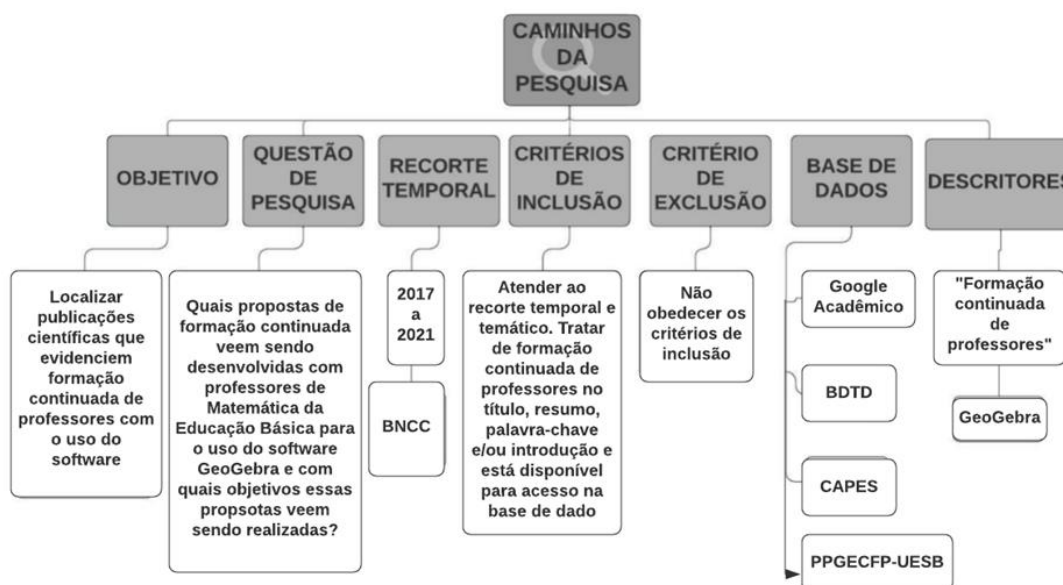 CAMINHOS
DA
PESQUISA
OBJETIVO
QUESTÃO
DE
PESQUISA
RECORTE
TEMPORAL
CRITÉRIOS
DE
INCLUSÃO
CRITÉRIO
DE
EXCLUSÃO
BASE DE
DADOS
DESCRITORES
Localizar
publicações
científicas que
evidenciem
formação
continuada de
professores com
o uso do
software
Quais propostas de
formação continuada
veem sendo
desenvolvidas com
professores de
Matemática da
Educação Básica para
o uso do software
GeoGebra e com
quais objetivos essas
propsotas veem
sendo realizadas?
2017
a
2021
BNCC
Atender ao
recorte temporal e
temático. Tratar
de formação
continuada de
professores no
título, resumo,
palavra-chave
e/ou introdução e
está disponível
para acesso na
base de dado
Não
obedecer os
critérios de
inclusão
Google
Acadêmico
BDTD
CAPES
PPGECFP-UESB
"Formação
continuada
de
professores"
GeoGebra